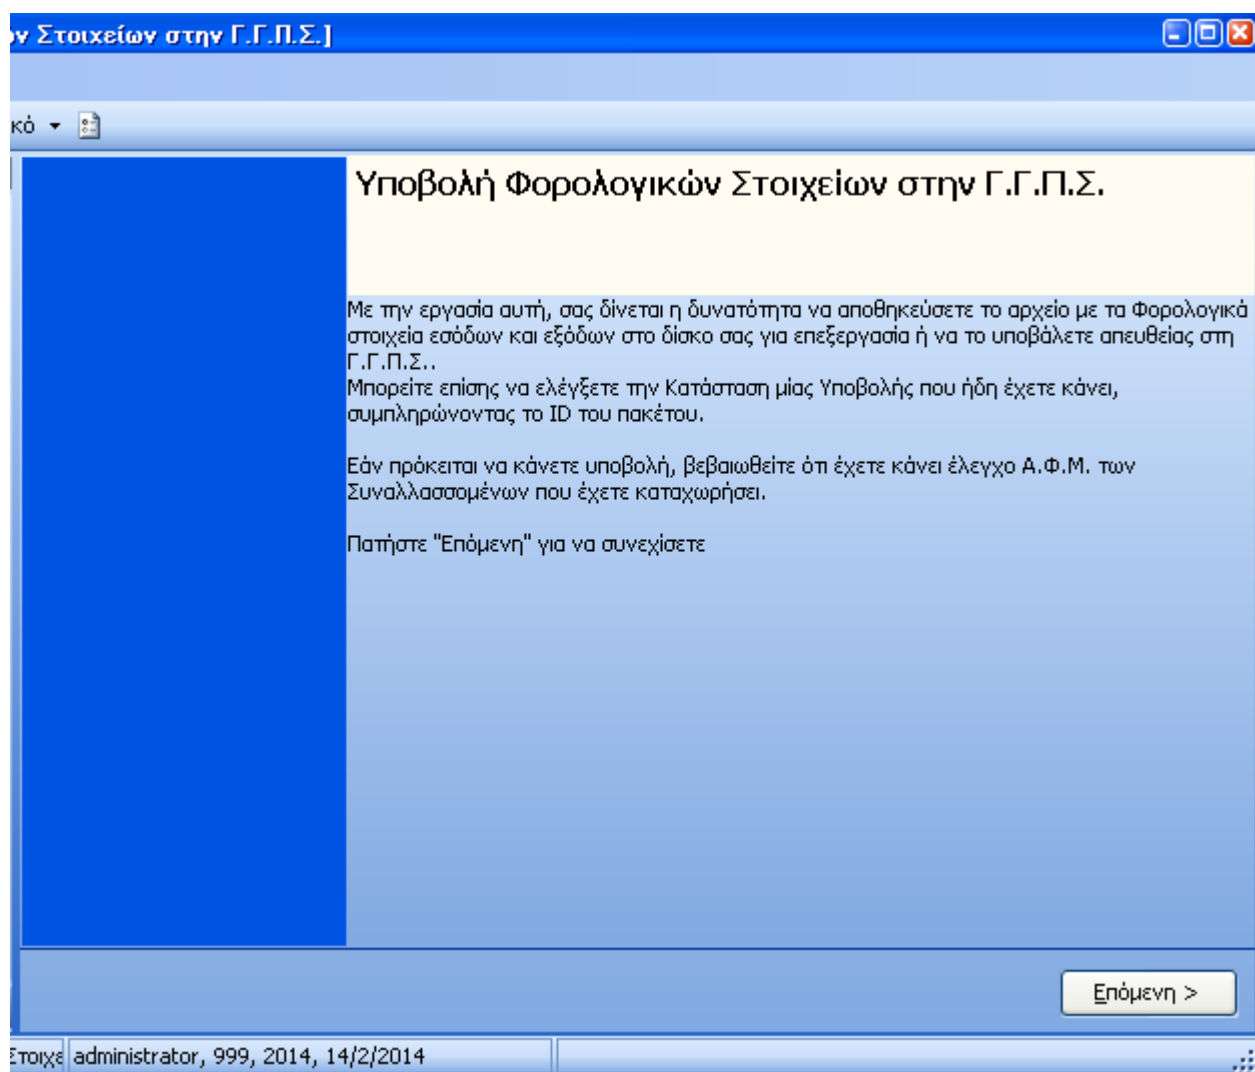 ν Στοιχείων στην Γ.Γ.Π.Σ.]
κό
Υποβολή Φορολογικών Στοιχείων στην Γ.Γ.Π.Σ.
Με την εργασία αυτή, σας δίνεται η δυνατότητα να αποθηκεύσετε το αρχείο με τα Φορολογικά
στοιχεία εσόδων και εξόδων στο δίσκο σας για επεξεργασία ή να το υποβάλετε απευθείας στη
Γ.Γ.Π.Σ..
Μπορείτε επίσης να ελέγξετε την Κατάσταση μίας Υποβολής που ήδη έχετε κάνει,
συμπληρώνοντας το ID του πακέτου.
Εάν πρόκειται να κάνετε υποβολή, βεβαιωθείτε ότι έχετε κάνει έλεγχο Α.Φ.Μ. των
Συναλλασσομένων που έχετε καταχωρήσει.
Πατήστε "Επόμενη" για να συνεχίσετε
Επόμενη >
Στοιχε administrator, 999, 2014, 14/2/2014